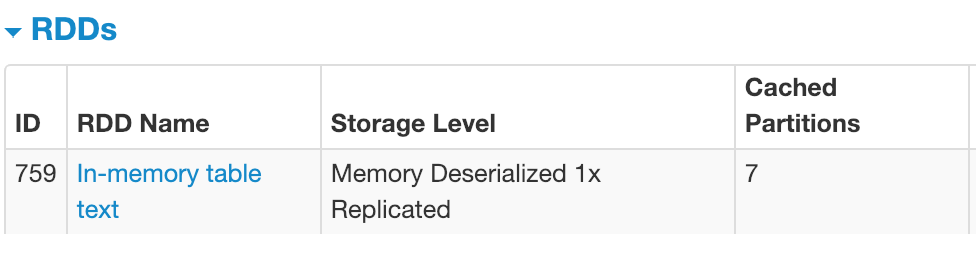 RDDs
Cached
ID RDD Name Storage Level Partitions
759 In-memory table Memory Deserialized 1x 7
text Replicated